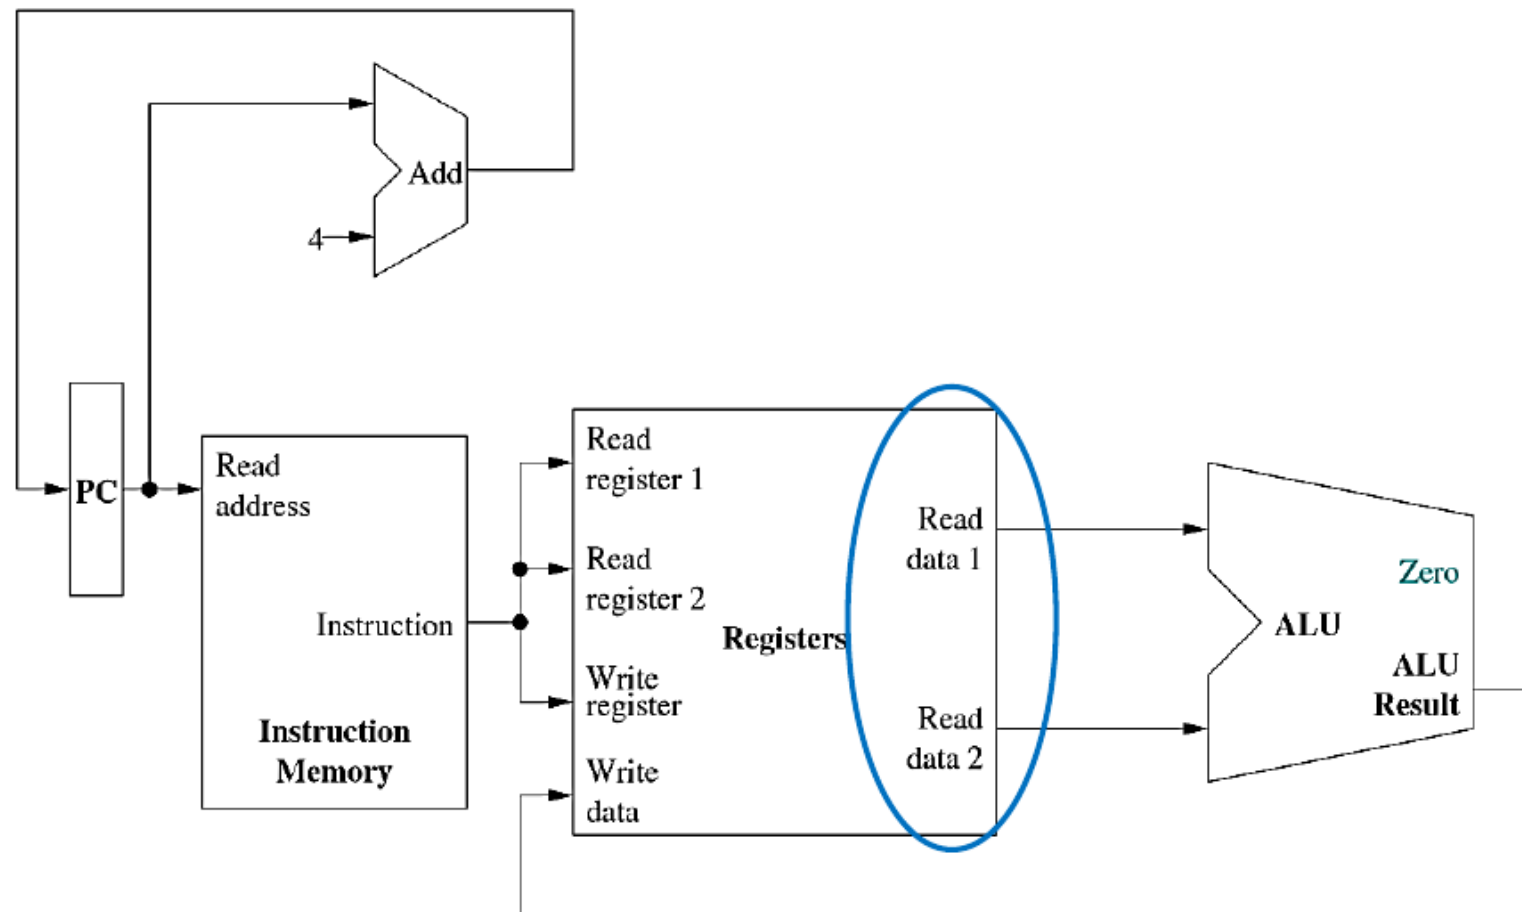 Add
4
PC
Read
address
Instruction
Instruction
Memory
Read
register 1
Read
register 2
Registers
Write
register
Write
data
Read
data 1
Read
data 2
Zero
ALU
ALU
Result